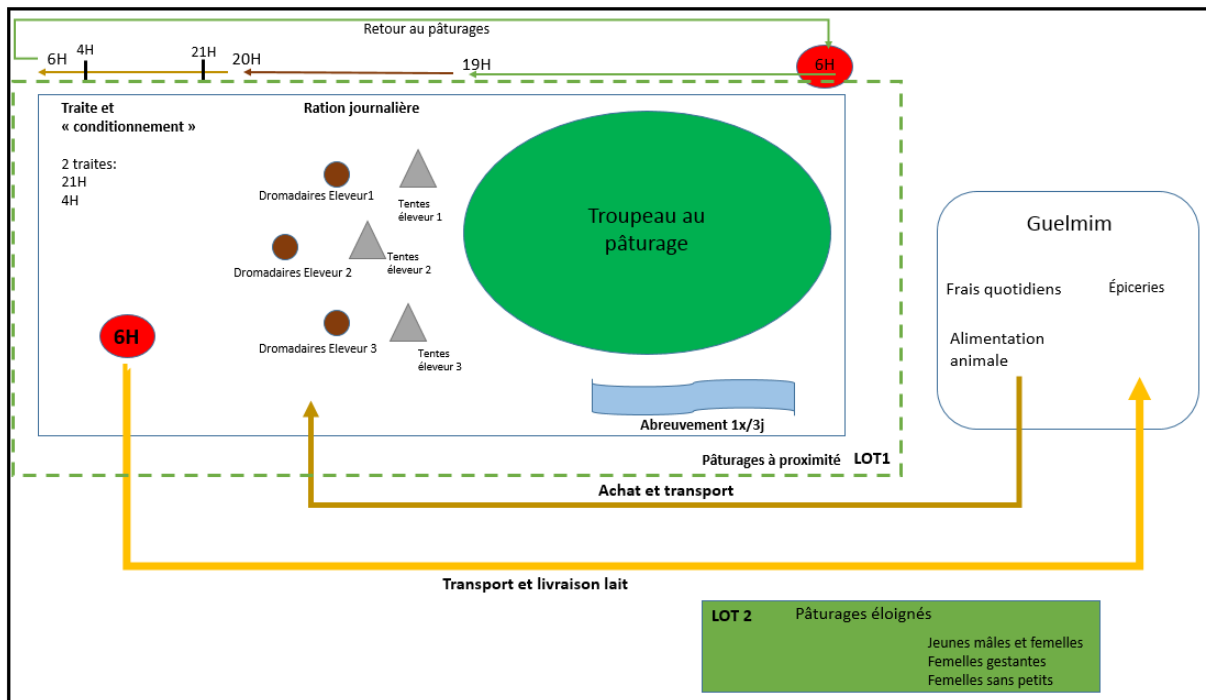 Retour au pâturages
6H
4H
21H
20H
19H
6H
Traite et
« conditionnement »
2 traites:
21H
4H
Ration journalière
Dromadaires Eleveur1
Tentes
éleveur 1
Dromadaires Eleveur 2
Tentes
éleveur 2
Dromadaires Eleveur 3
Tentes
éleveur 3
Troupeau au
pâturage
6H
Abreuvement 1x/3j
Pâturages à proximité LOT1
Guelmim
Frais quotidiens
Épiceries
Alimentation
animale
Achat et transport
Transport et livraison lait
LOT 2 Pâturages éloignés
Jeunes mâles et femelles
Femelles gestantes
Femelles sans petits